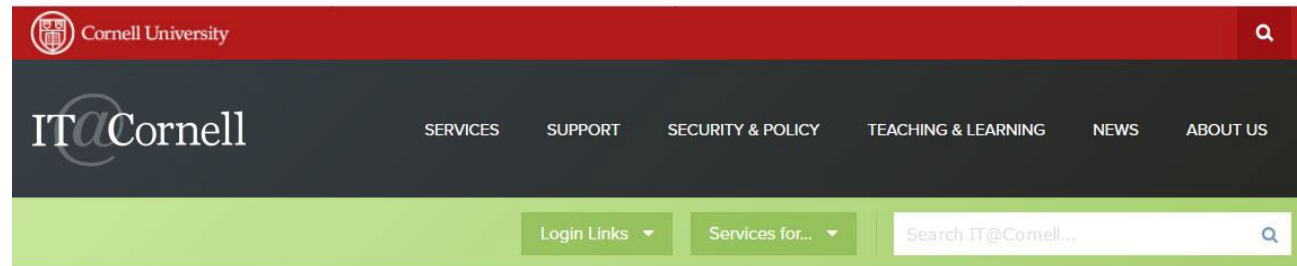 Cornell University
IT@Cornell
SERVICES SUPPORT SECURITY & POLICY TEACHING & LEARNING NEWS ABOUT US
Login Links Services for... Search IT@Cornell...